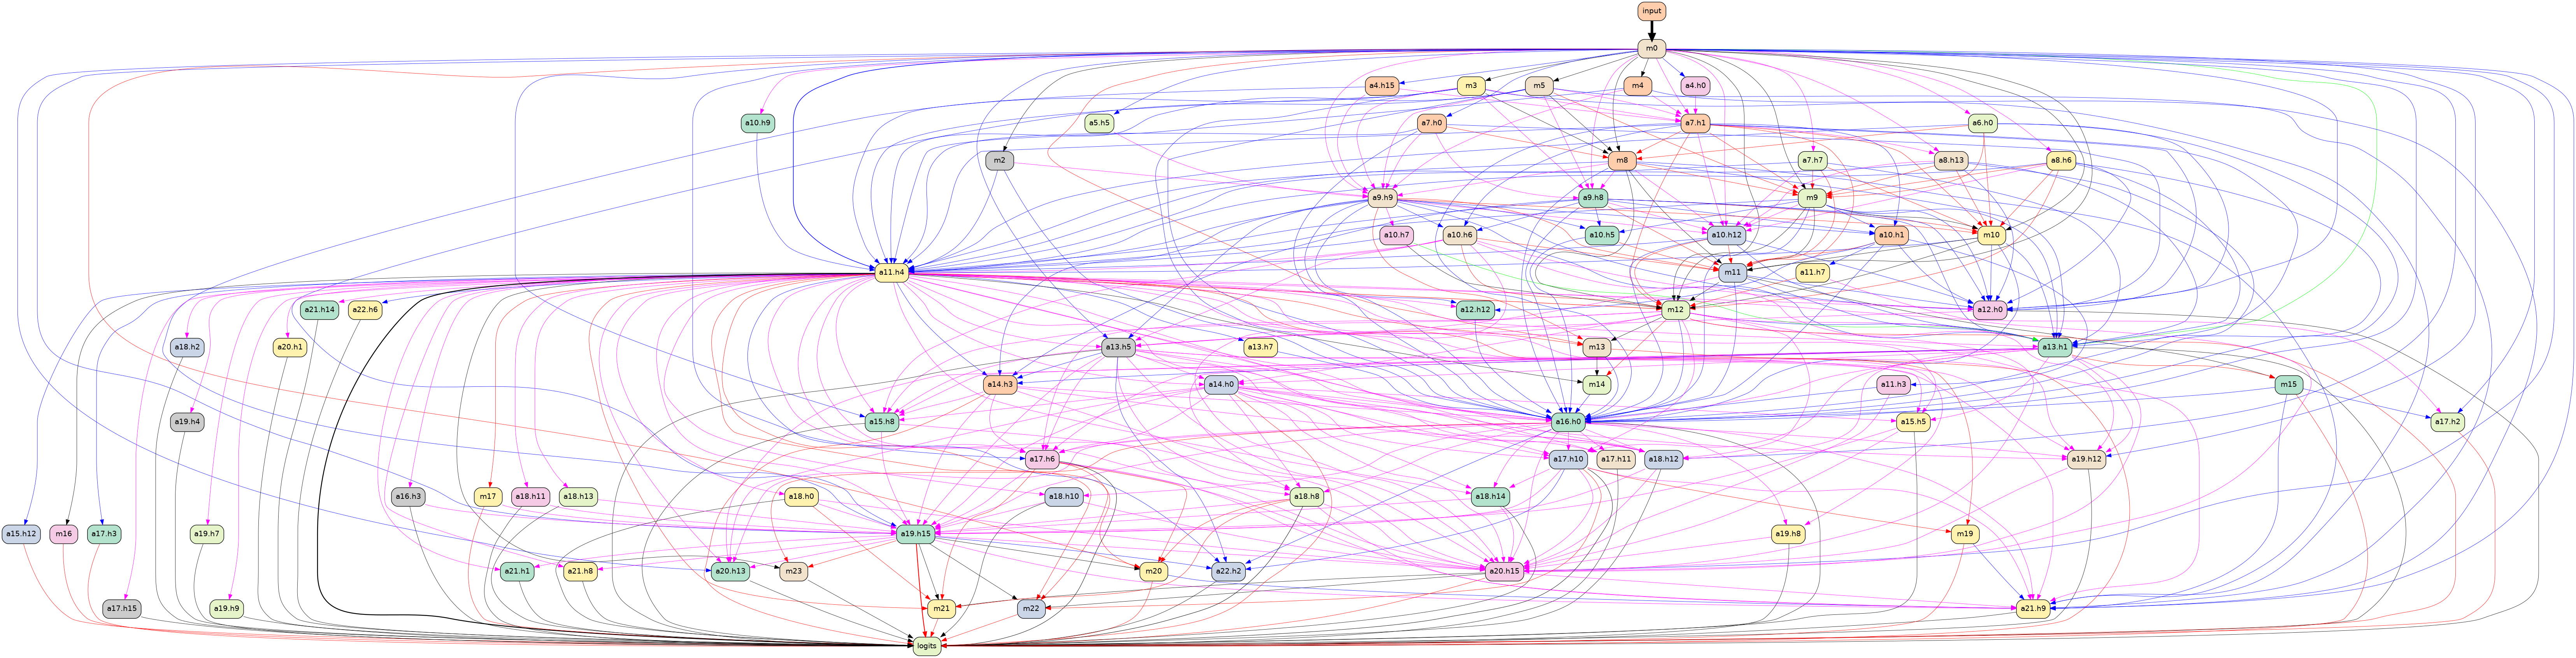 input
m0
a4.h15 m3 m5 m4 a4.h0
a10.h9 a5.h5 a7.h0 a7.h1 a6.h0
m2 m8 a7.h7 a8.h13 a8.h6
a9.h9 a9.h8 m9
a10.h6 a10.h7 a10.h5 a10.h12 a10.h1 m10
a11.h4 m11 a11.h7
a21.h14 a22.h6 a12.h12 m12 a12.h0
a18.h2 a20.h1 a13.h5 a13.h7 m13 a13.h1
a14.h3 a14.h0 m14 a11.h3 m15
a19.h4 a15.h8 a16.h0 a15.h5 a17.h2
a17.h6 a17.h10 a17.h11 a18.h12 a19.h12
a16.h3 m17 a18.h11 a18.h13 a18.h0 a18.h10 a18.h8 a18.h14
a15.h12 m16 a17.h3 a19.h7 a19.h15 a19.h8 m19
a21.h1 a21.h8 a20.h13 m23 m20 a22.h2 a20.h15
a17.h15 a19.h9 m21 m22 a21.h9
logits